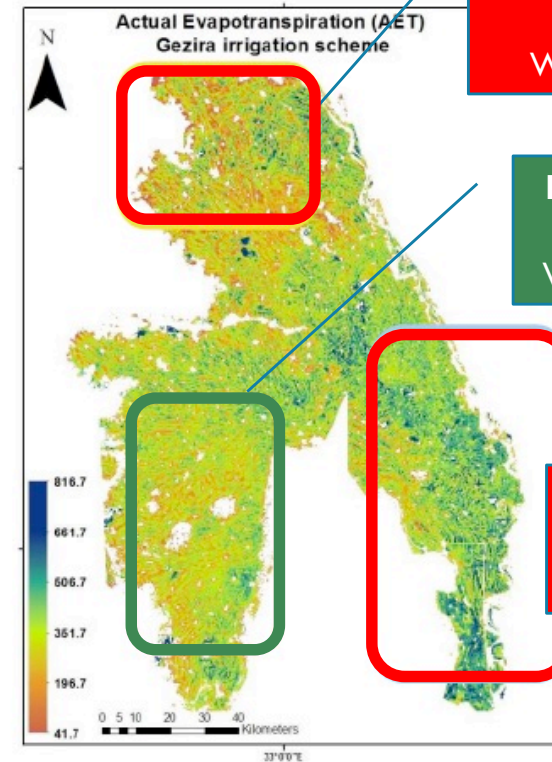 Actual Evapotranspiration (AET)
Gezira irrigation scheme
N
816.7
661.7
506.7
351.7
196.7
41.7
0 5 10 20 30 40
Kilometers
33°0'0"E